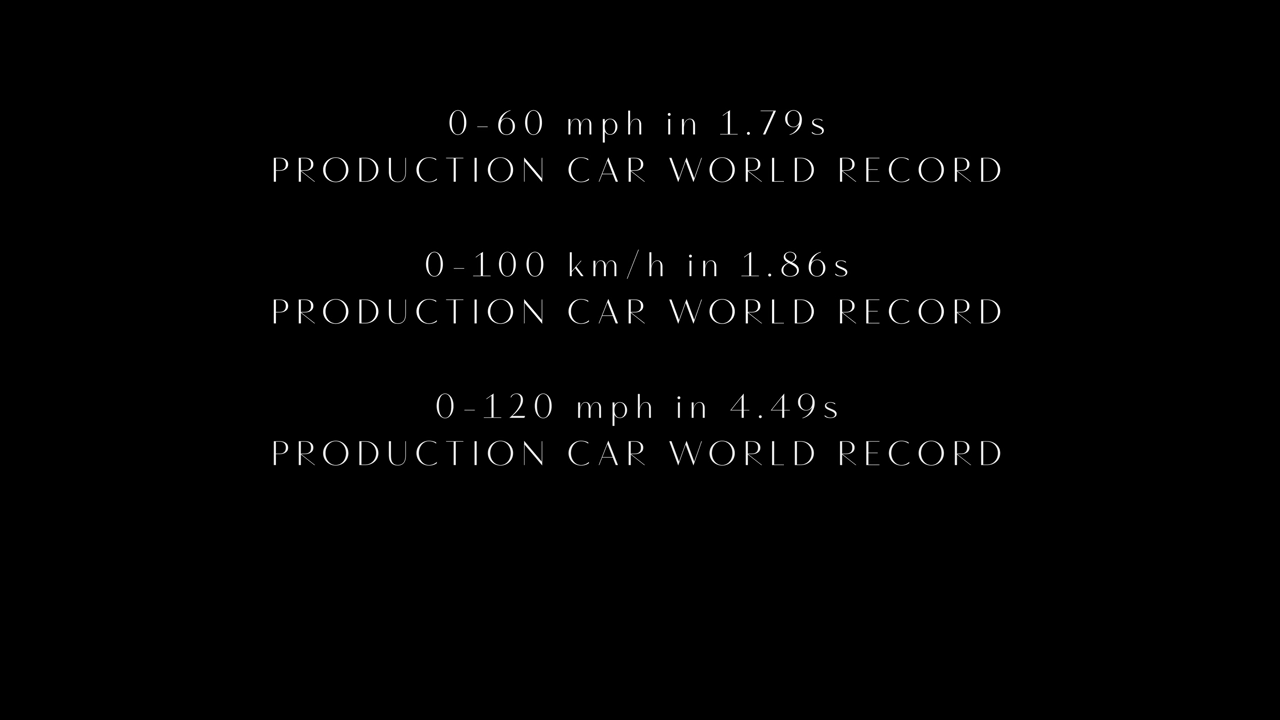 0-60 mph in 1.79s
PRODUCTION CAR WORLD RECORD
0-100 km/h in 1.86s
PRODUCTION CAR WORLD RECORD
0-120 mph in 4.49s
PRODUCTION CAR WORLD RECORD